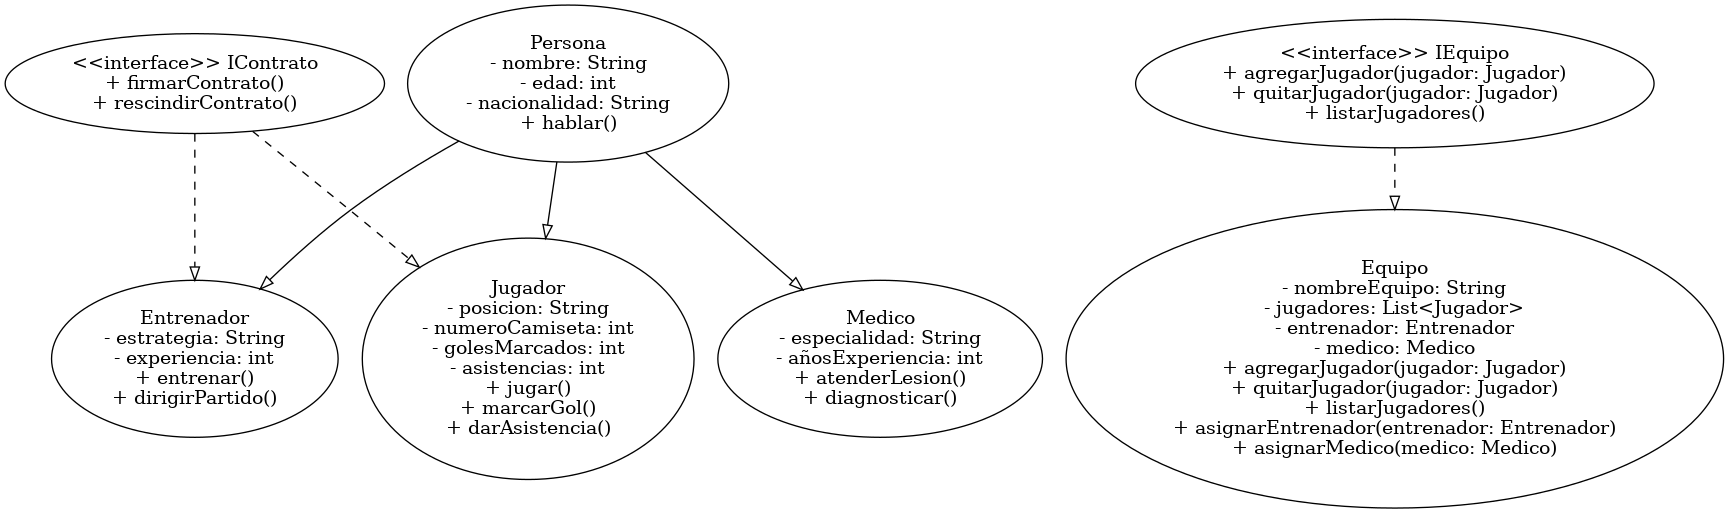 <<interface>> IContrato
+ firmarContrato()
+ rescindirContrato()
Persona
- nombre: String
- edad: int
- nacionalidad: String
+ hablar()
<<interface>> IEquipo
+ agregarJugador(jugador: Jugador)
+ quitarJugador(jugador: Jugador)
+ listarJugadores()
Entrenador
- estrategia: String
- experiencia: int
+ entrenar()
+ dirigirPartido()
Jugador
- posicion: String
- numeroCamiseta: int
- golesMarcados: int
- asistencias: int
+ jugar()
+ marcarGol()
+ darAsistencia()
Medico
- especialidad: String
- añosExperiencia: int
+ atenderLesion()
+ diagnosticar()
Equipo
- nombreEquipo: String
- jugadores: List<Jugador>
- entrenador: Entrenador
- medico: Medico
+ agregarJugador(jugador: Jugador)
+ quitarJugador(jugador: Jugador)
+ listarJugadores()
+ asignarEntrenador(entrenador: Entrenador)
+ asignarMedico(medico: Medico)